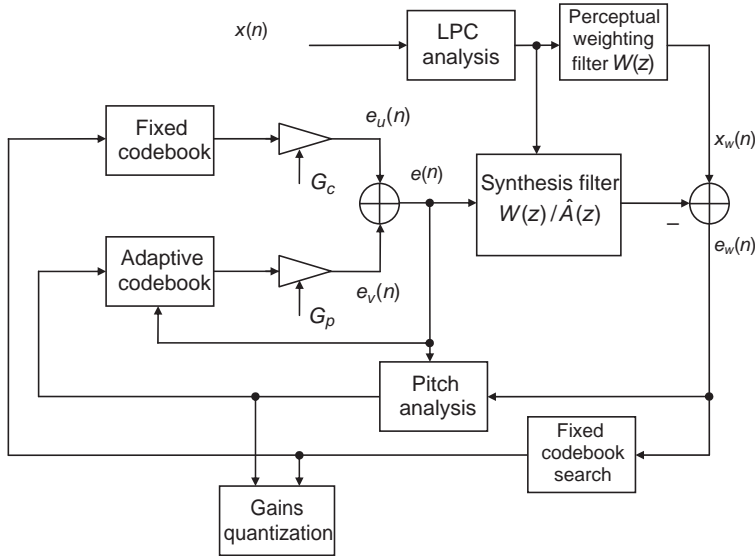 x(n)
LPC
analysis
Perceptual
weighting
filter W(z)
Fixed
codebook
e_u(n)
G_c
e(n)
Synthesis filter
W(z)/Â(z)
x_w(n)
–
e_w(n)
Adaptive
codebook
e_v(n)
G_p
Pitch
analysis
Fixed
codebook
search
Gains
quantization